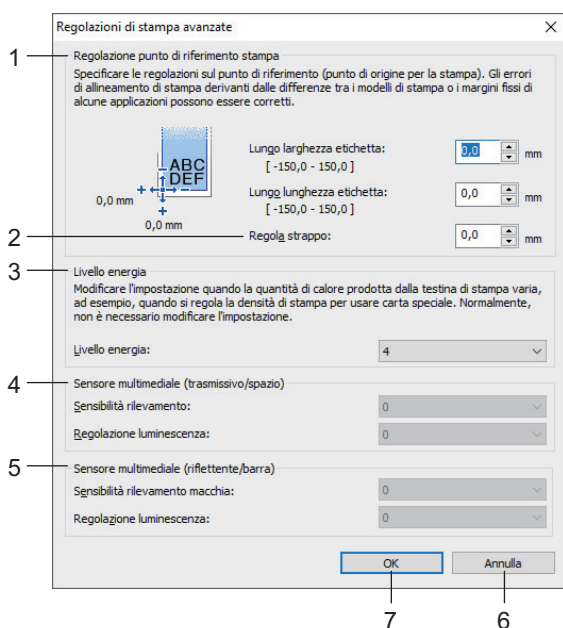 Regolazioni di stampa avanzate
1
Regolazione punto di riferimento stampa
Specificare le regolazioni sul punto di riferimento (punto di origine per la stampa). Gli errori
di allineamento di stampa derivanti dalle differenze tra i modelli di stampa o i margini fissi di
alcune applicazioni possono essere corretti.
ABC
DEF
0,0 mm
0,0 mm
Lungo larghezza etichetta: 0,0 mm
[ -150,0 - 150,0 ]
Lungo lunghezza etichetta: 0,0 mm
[ -150,0 - 150,0 ]
2
Regola strappo: 0,0 mm
3
Livello energia
Modificare l'impostazione quando la quantità di calore prodotta dalla testina di stampa varia,
ad esempio, quando si regola la densità di stampa per usare carta speciale. Normalmente,
non è necessario modificare l'impostazione.
Livello energia: 4
4
Sensore multimediale (trasmissivo/spazio)
Sensibilità rilevamento: 0
Regolazione luminescenza: 0
5
Sensore multimediale (riflettente/barra)
Sensibilità rilevamento macchia: 0
Regolazione luminescenza: 0
OK Annulla
7 6